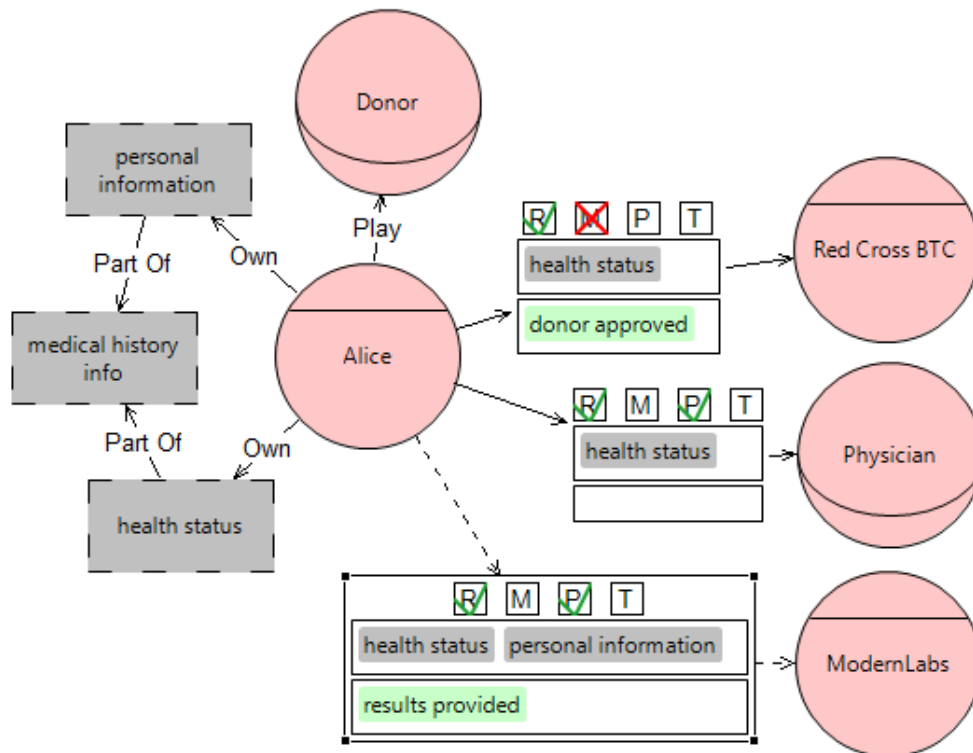 Donor
personal
information
Play
Own
Part Of
R M P T
health status
donor approved
Red Cross BTC
medical history
info
Alice
Part Of
Own
health status
R M P T
health status
Physician
R M P T
health status personal information
results provided
ModernLabs